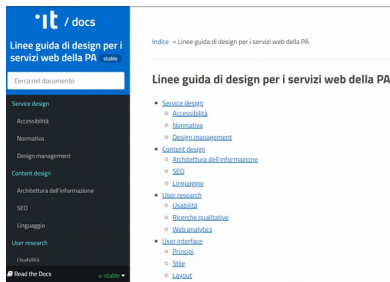 it / docs
Linee guida di design per i
servizi web della PA stable
Cerca nel documento
Service design
Accessibilità
Normativa
Design management
Content design
Architettura dell'informazione
SEO
Linguaggio
User research
Usabilità
Read the Docs
v: stable
Indice » Linee guida di design per i servizi web della PA
Linee guida di design per i servizi web della PA
Service design
Accessibilità
Normativa
Design management
Content design
Architettura dell'informazione
SEO
Linguaggio
User research
Usabilità
Ricerche qualitative
Web analytics
User interface
Principi
Stile
Layout